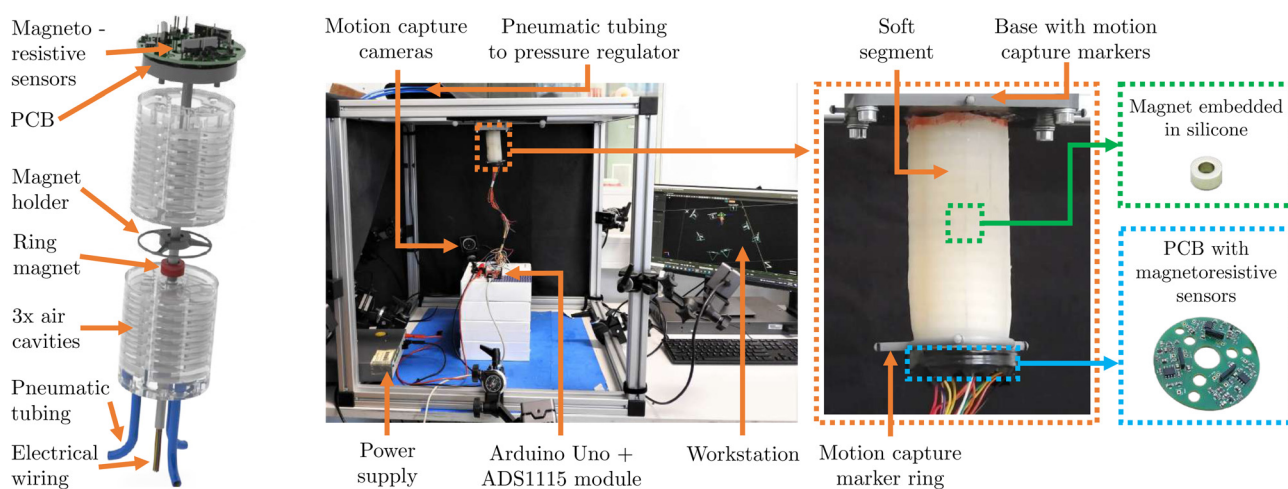 Magneto -
resistive
sensors
PCB
Magnet
holder
Ring
magnet
3x air
cavities
Pneumatic
tubing
Electrical
wiring
Motion capture
cameras
Pneumatic tubing
to pressure regulator
Power
supply
Arduino Uno +
ADS1115 module
Workstation
Soft
segment
Base with motion
capture markers
Motion capture
marker ring
Magnet embedded
in silicone
PCB with
magnetoresistive
sensors